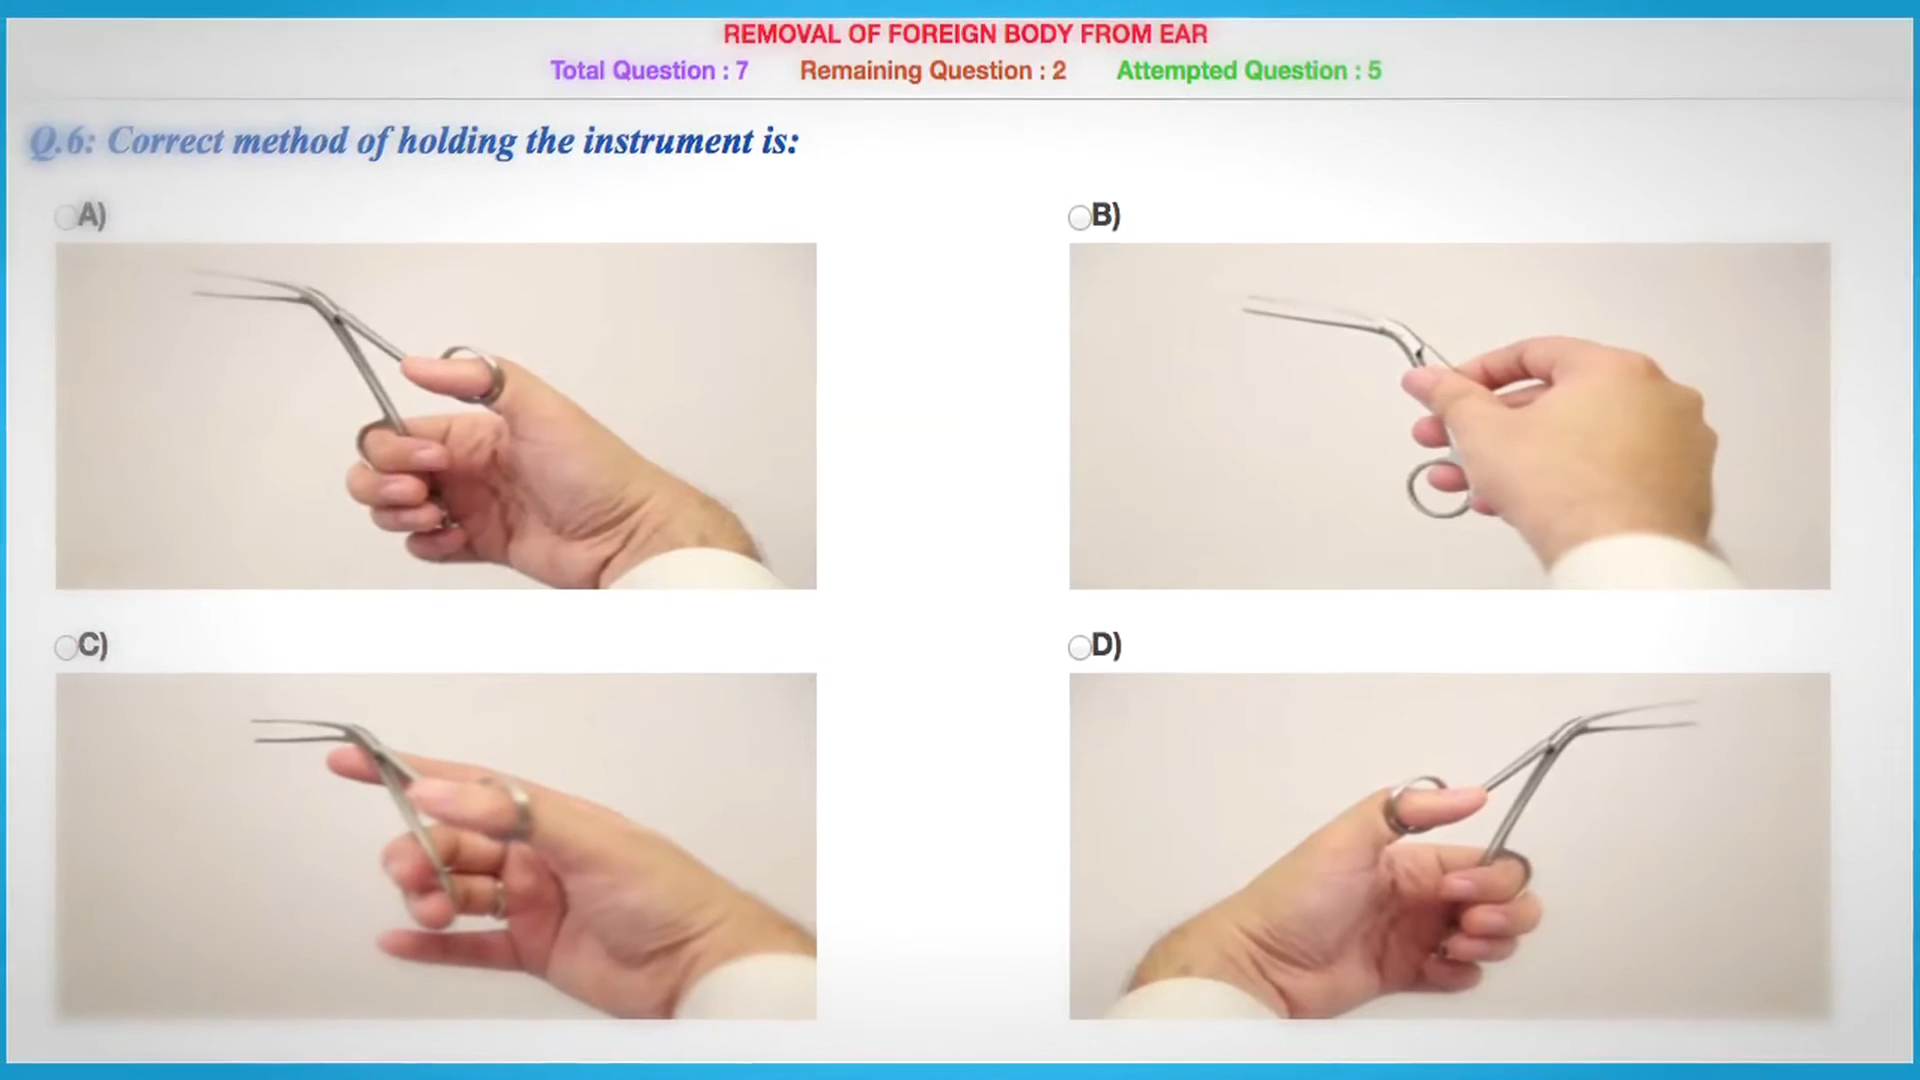 REMOVAL OF FOREIGN BODY FROM EAR
Total Question : 7 Remaining Question : 2 Attempted Question : 5
Q.6: Correct method of holding the instrument is:
A) B)
C) D)